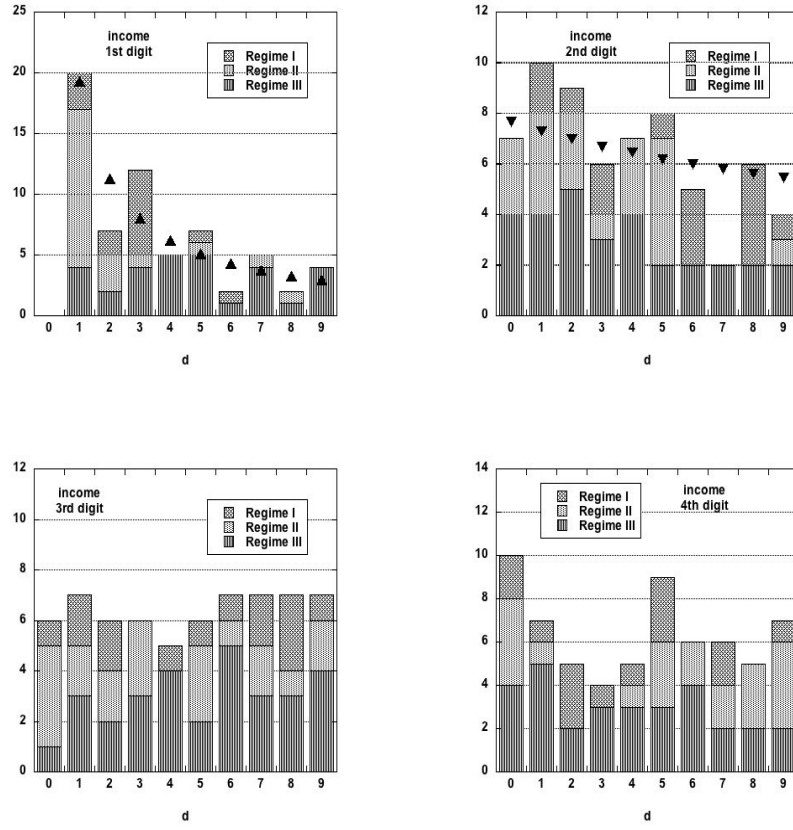 income
1st digit
Regime I
Regime II
Regime III
25
20
15
10
5
0
0 1 2 3 4 5 6 7 8 9
d
income
2nd digit
Regime I
Regime II
Regime III
12
10
8
6
4
2
0
0 1 2 3 4 5 6 7 8 9
d
income
3rd digit
Regime I
Regime II
Regime III
12
10
8
6
4
2
0
0 1 2 3 4 5 6 7 8 9
d
income
4th digit
Regime I
Regime II
Regime III
14
12
10
8
6
4
2
0
0 1 2 3 4 5 6 7 8 9
d